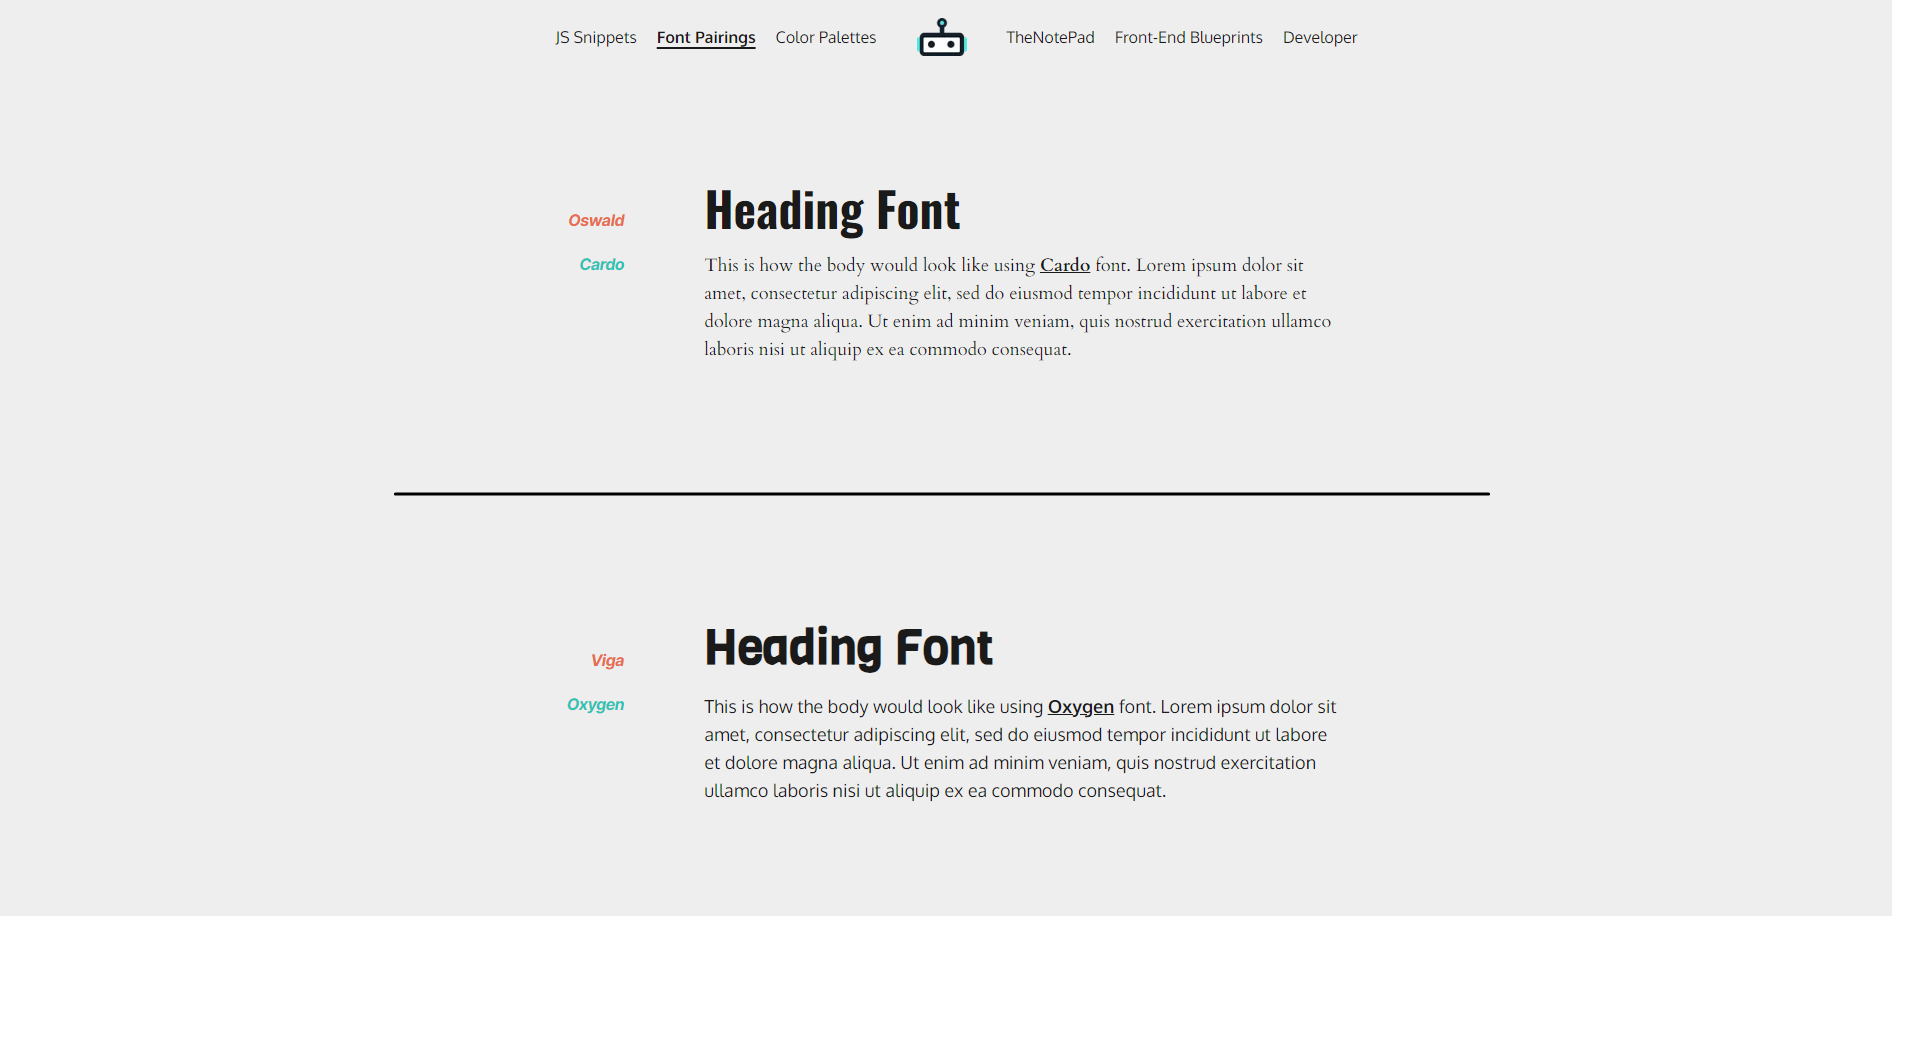 JS Snippets Font Pairings Color Palettes TheNotePad Front-End Blueprints Developer
Oswald
Cardo
Heading Font
This is how the body would look like using Cardo font. Lorem ipsum dolor sit
amet, consectetur adipiscing elit, sed do eiusmod tempor incididunt ut labore et
dolore magna aliqua. Ut enim ad minim veniam, quis nostrud exercitation ullamco
laboris nisi ut aliquip ex ea commodo consequat.
Viga
Oxygen
Heading Font
This is how the body would look like using Oxygen font. Lorem ipsum dolor sit
amet, consectetur adipiscing elit, sed do eiusmod tempor incididunt ut labore
et dolore magna aliqua. Ut enim ad minim veniam, quis nostrud exercitation
ullamco laboris nisi ut aliquip ex ea commodo consequat.